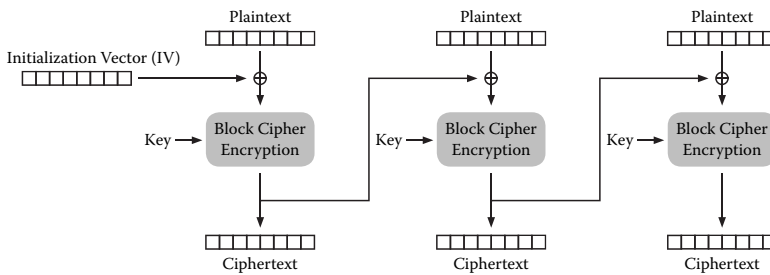 Plaintext
Plaintext
Plaintext
Initialization Vector (IV)
Key
Block Cipher
Encryption
Key
Block Cipher
Encryption
Key
Block Cipher
Encryption
Ciphertext
Ciphertext
Ciphertext